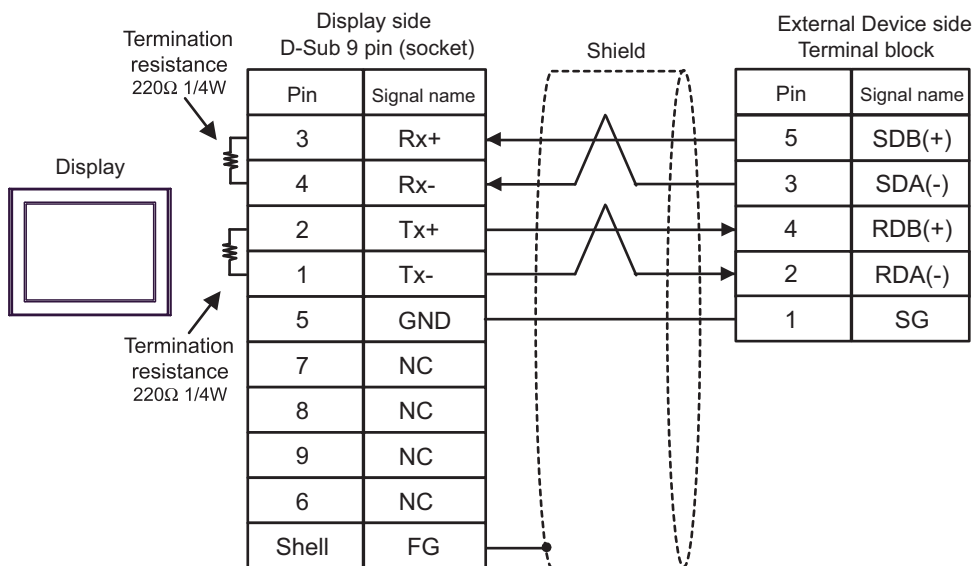 Display side
D-Sub 9 pin (socket)
External Device side
Terminal block
Shield
Termination
resistance
220Ω 1/4W
Display
Termination
resistance
220Ω 1/4W
Pin Signal name
3 Rx+
4 Rx-
2 Tx+
1 Tx-
5 GND
7 NC
8 NC
9 NC
6 NC
Shell FG
Pin Signal name
5 SDB(+)
3 SDA(-)
4 RDB(+)
2 RDA(-)
1 SG